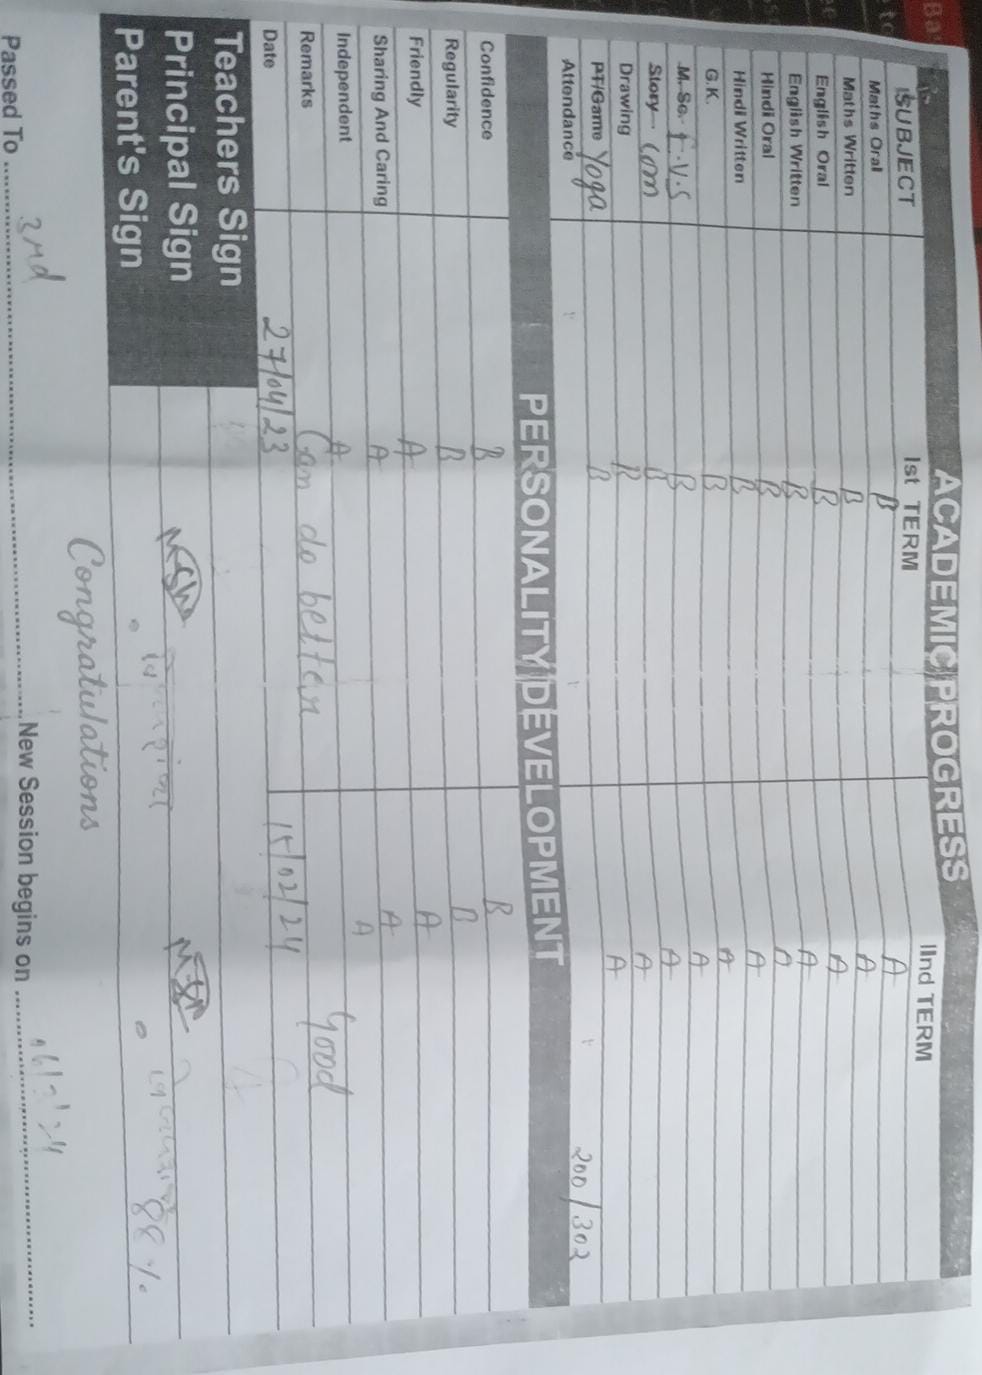 ACADEMIC PROGRESS
SUBJECT Ist TERM IInd TERM
Maths Oral B A
Maths Written B A
English Oral B A
English Written B A
Hindi Oral B A
Hindi Written B A
G.K. B A
M. Sc. E.V.S B A
Story Com B A
Drawing B A
PT/Game Yoga B A
Attendance 200/302
PERSONALITY DEVELOPMENT
Confidence B B
Regularity B B
Friendly A A
Sharing And Caring A A
Independent A A
Remarks Can do better Good
Date 27/04/23 15/02/24
Teachers Sign
Principal Sign
Parent's Sign 88%
Congratulations
Passed To 3rd New Session begins on